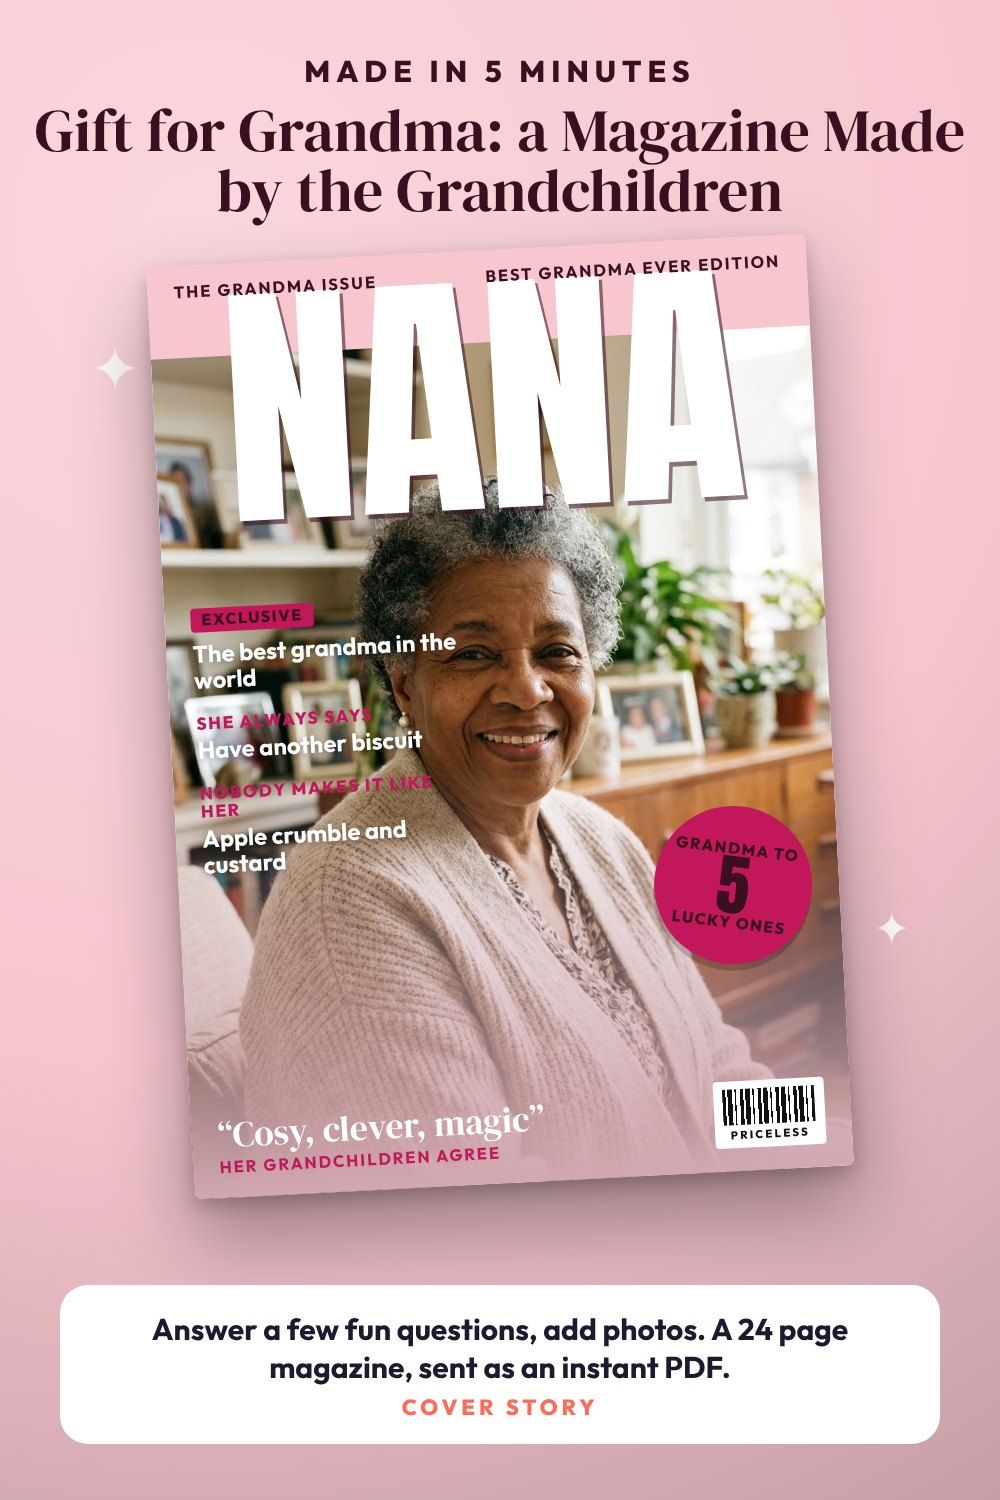 MADE IN 5 MINUTES
Gift for Grandma: a Magazine Made
by the Grandchildren
THE GRANDMA ISSUE
BEST GRANDMA EVER EDITION
NANA
EXCLUSIVE
The best grandma in the
world
SHE ALWAYS SAYS
Have another biscuit
NOBODY MAKES IT LIKE
HER
Apple crumble and
custard
GRANDMA TO
5
LUCKY ONES
“Cosy, clever, magic”
HER GRANDCHILDREN AGREE
PRICELESS
Answer a few fun questions, add photos. A 24 page
magazine, sent as an instant PDF.
COVER STORY